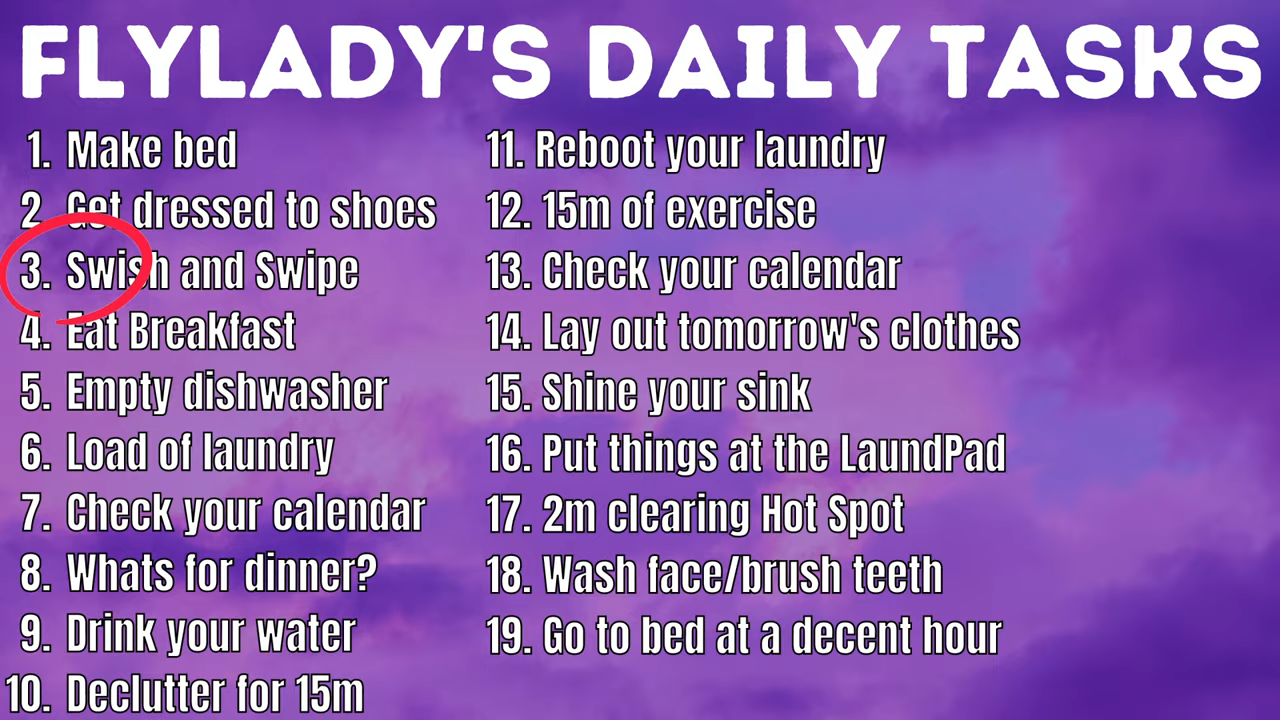 FLYLADY'S DAILY TASKS
1. Make bed
2. Get dressed to shoes
3. Swish and Swipe
4. Eat Breakfast
5. Empty dishwasher
6. Load of laundry
7. Check your calendar
8. Whats for dinner?
9. Drink your water
10. Declutter for 15m
11. Reboot your laundry
12. 15m of exercise
13. Check your calendar
14. Lay out tomorrow's clothes
15. Shine your sink
16. Put things at the LaundPad
17. 2m clearing Hot Spot
18. Wash face/brush teeth
19. Go to bed at a decent hour